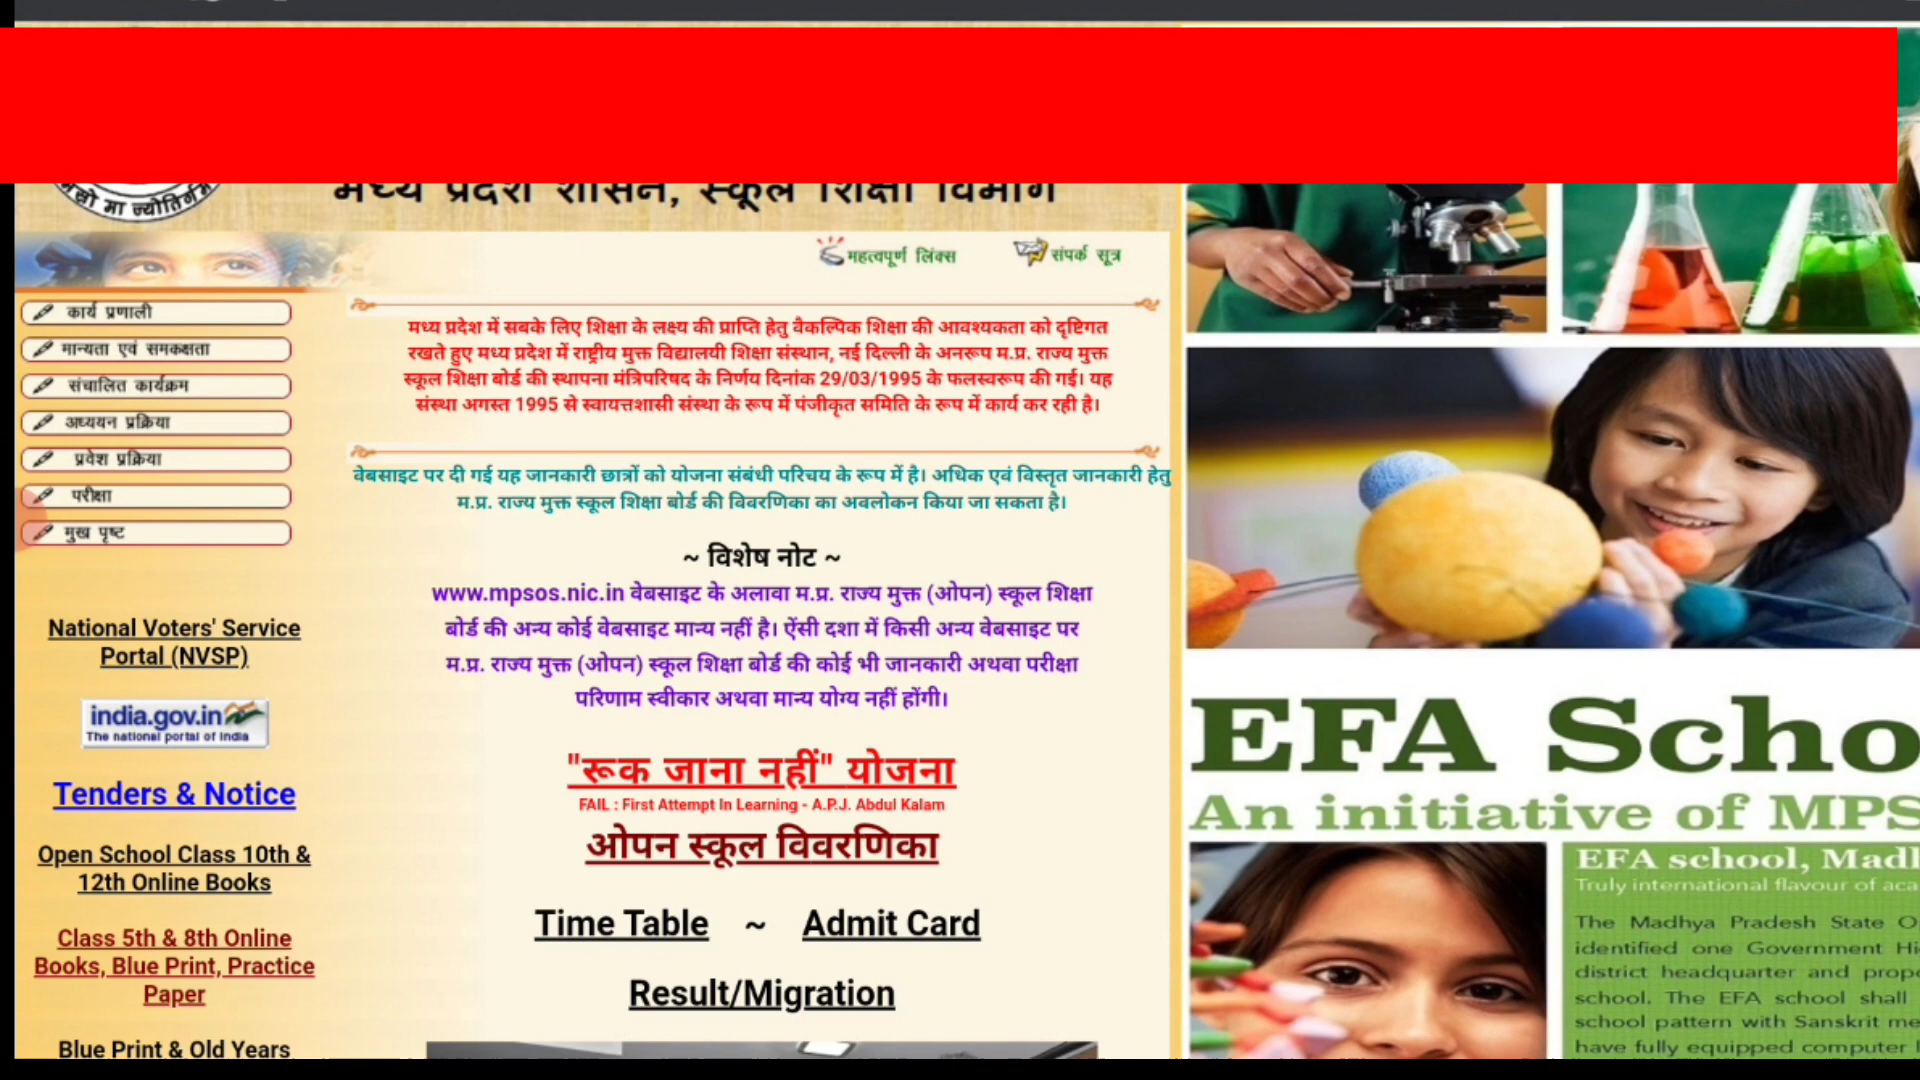 मध्य प्रदेश शासन, स्कूल शिक्षा विभाग
महत्वपूर्ण लिंक्स
संपर्क सूत्र
कार्य प्रणाली
मान्यता एवं समकक्षता
संचालित कार्यक्रम
अध्ययन प्रक्रिया
प्रवेश प्रक्रिया
परीक्षा
मुख पृष्ट
National Voters' Service
Portal (NVSP)
india.gov.in
The national portal of India
Tenders & Notice
Open School Class 10th &
12th Online Books
Class 5th & 8th Online
Books, Blue Print, Practice
Paper
Blue Print & Old Years
मध्य प्रदेश में सबके लिए शिक्षा के लक्ष्य की प्राप्ति हेतु वैकल्पिक शिक्षा की आवश्यकता को दृष्टिगत
रखते हुए मध्य प्रदेश में राष्ट्रीय मुक्त विद्यालयी शिक्षा संस्थान, नई दिल्ली के अनरूप म.प्र. राज्य मुक्त
स्कूल शिक्षा बोर्ड की स्थापना मंत्रिपरिषद के निर्णय दिनांक 29/03/1995 के फलस्वरूप की गई। यह
संस्था अगस्त 1995 से स्वायत्तशासी संस्था के रूप में पंजीकृत समिति के रूप में कार्य कर रही है।
वेबसाइट पर दी गई यह जानकारी छात्रों को योजना संबंधी परिचय के रूप में है। अधिक एवं विस्तृत जानकारी हेतु
म.प्र. राज्य मुक्त स्कूल शिक्षा बोर्ड की विवरणिका का अवलोकन किया जा सकता है।
~ विशेष नोट ~
www.mpsos.nic.in वेबसाइट के अलावा म.प्र. राज्य मुक्त (ओपन) स्कूल शिक्षा
बोर्ड की अन्य कोई वेबसाइट मान्य नहीं है। ऐंसी दशा में किसी अन्य वेबसाइट पर
म.प्र. राज्य मुक्त (ओपन) स्कूल शिक्षा बोर्ड की कोई भी जानकारी अथवा परीक्षा
परिणाम स्वीकार अथवा मान्य योग्य नहीं होंगी।
"रूक जाना नहीं" योजना
FAIL : First Attempt In Learning - A.P.J. Abdul Kalam
ओपन स्कूल विवरणिका
Time Table ~ Admit Card
Result/Migration
EFA Scho
An initiative of MPS
EFA school, Madl
Truly international flavour of aca
The Madhya Pradesh State O
identified one Government Hi
district headquarter and prop
school. The EFA school shall
school pattern with Sanskrit me
have fully equipped computer l